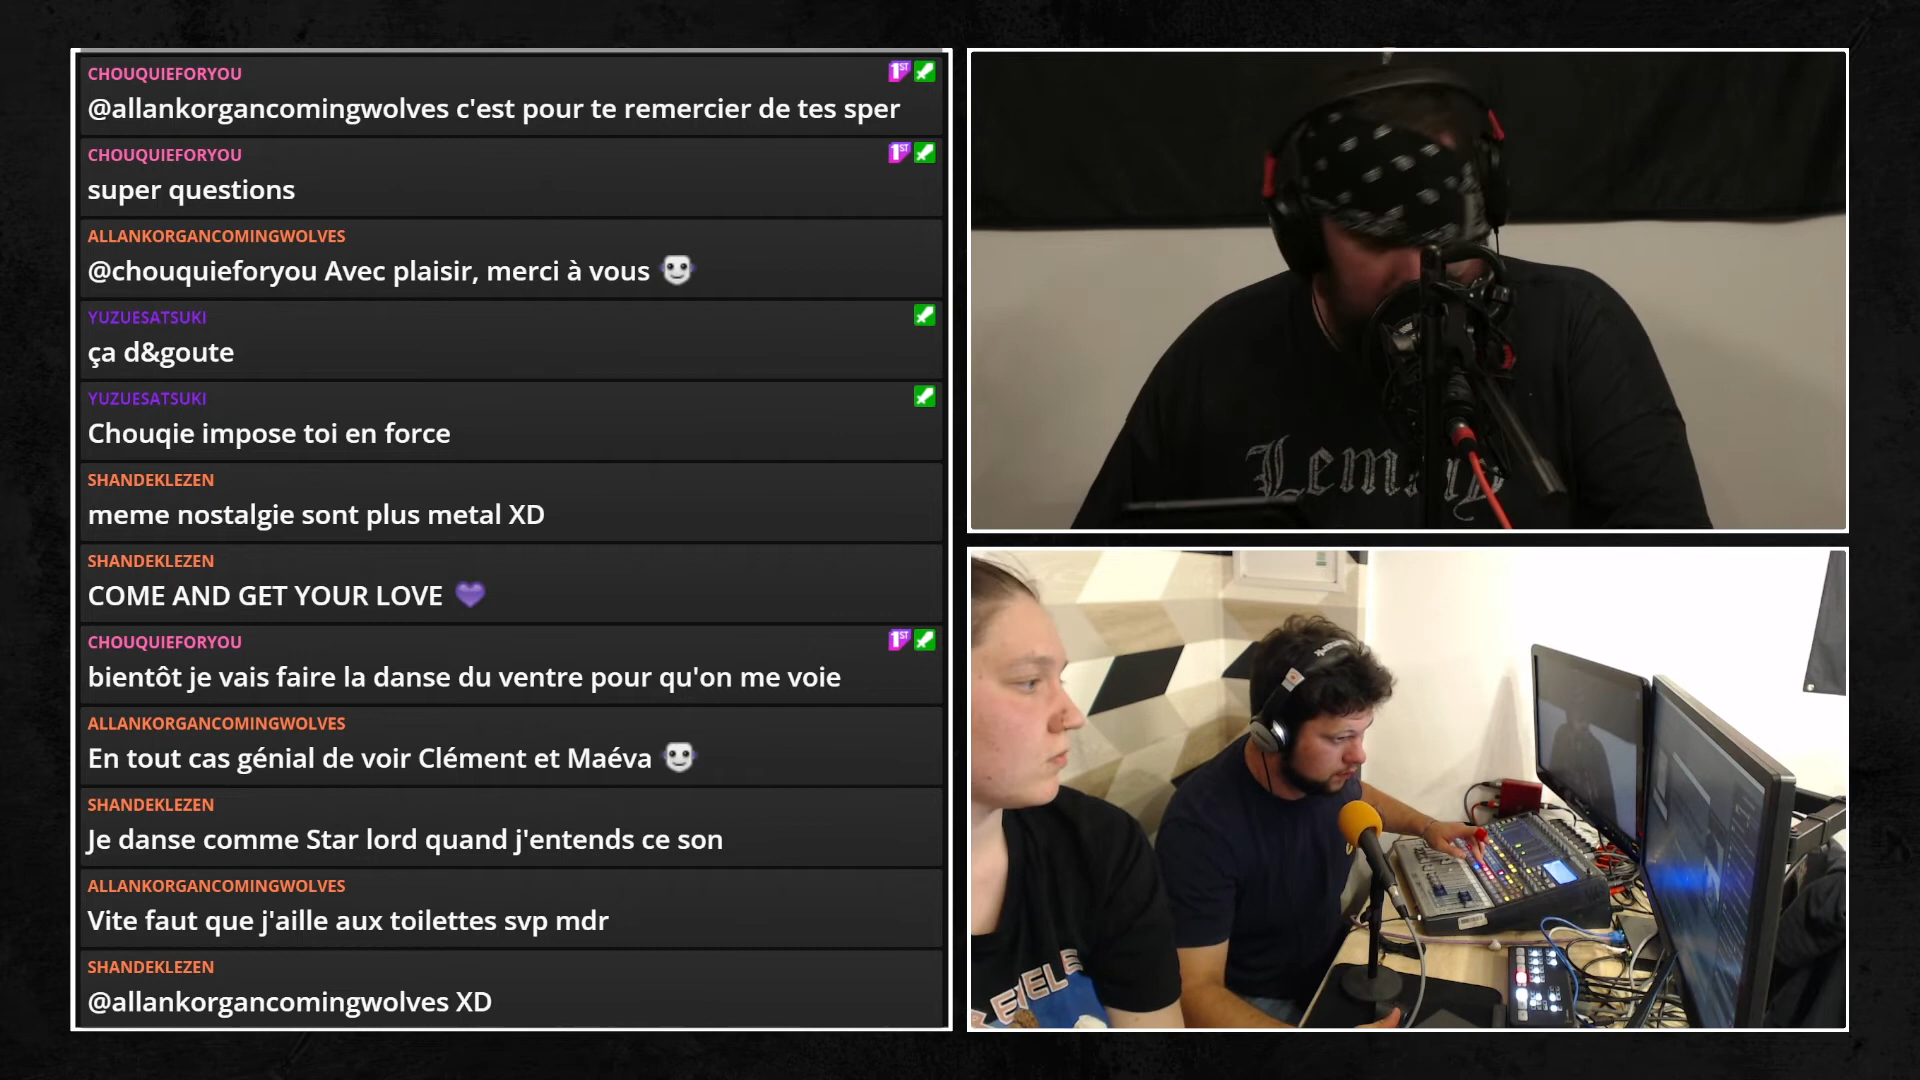 CHOUQUIEFORYOU
1ST
@allankorgancomingwolves c'est pour te remercier de tes sper
CHOUQUIEFORYOU
1ST
super questions
ALLANKORGANCOMINGWOLVES
@chouquieforyou Avec plaisir, merci à vous
YUZUESATSUKI
ça d&goute
YUZUESATSUKI
Chouqie impose toi en force
SHANDEKLEZEN
meme nostalgie sont plus metal XD
SHANDEKLEZEN
COME AND GET YOUR LOVE
CHOUQUIEFORYOU
1ST
bientôt je vais faire la danse du ventre pour qu'on me voie
ALLANKORGANCOMINGWOLVES
En tout cas génial de voir Clément et Maéva
SHANDEKLEZEN
Je danse comme Star lord quand j'entends ce son
ALLANKORGANCOMINGWOLVES
Vite faut que j'aille aux toilettes svp mdr
SHANDEKLEZEN
@allankorgancomingwolves XD